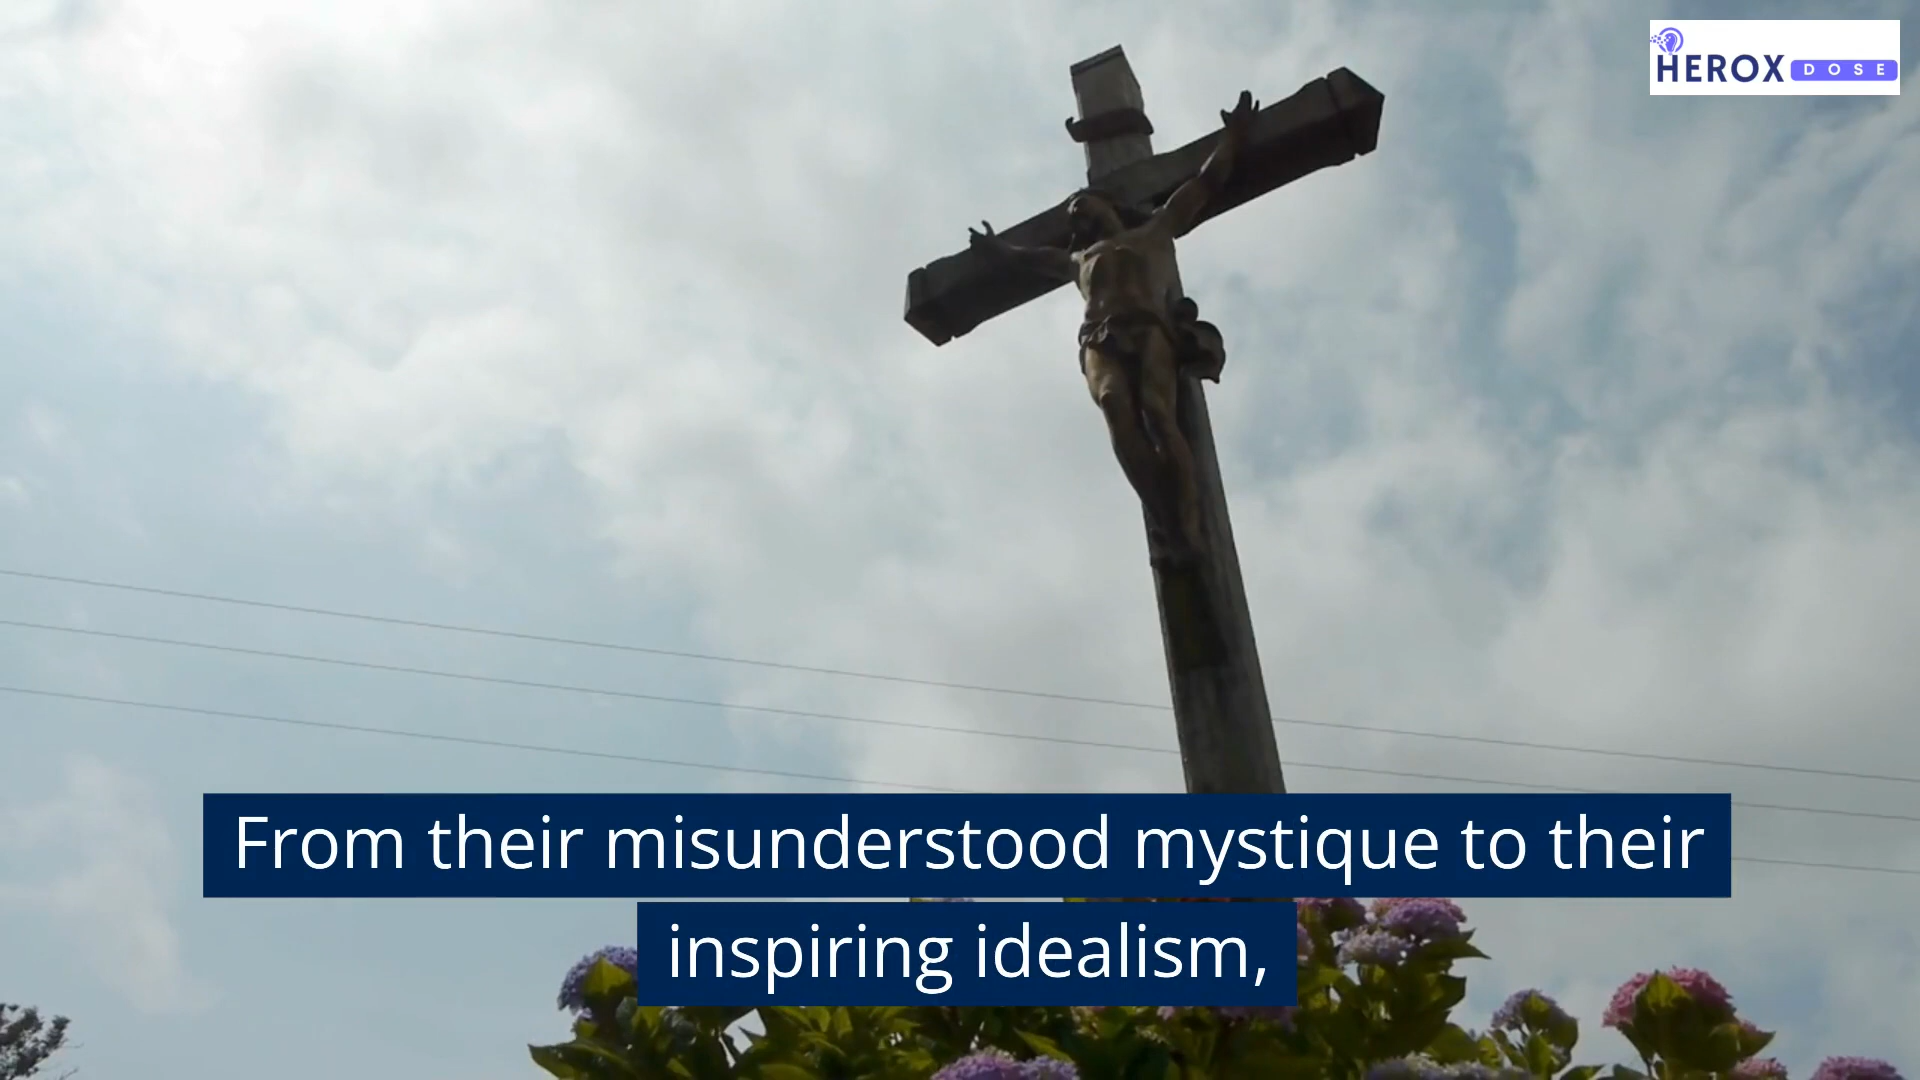 HEROX DOSE
From their misunderstood mystique to their
inspiring idealism,